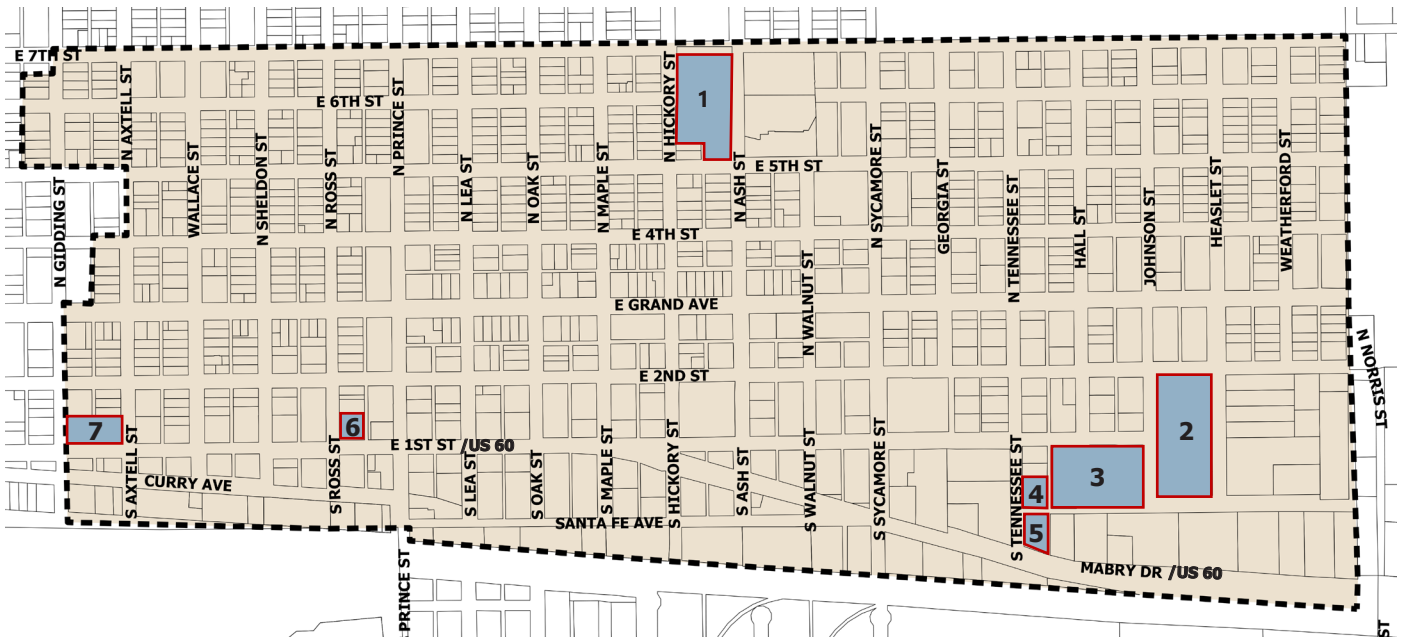 E 7TH ST
E 6TH ST
N AXTELL ST
WALLACE ST
N SHELDON ST
N ROSS ST
N PRINCE ST
N LEA ST
N OAK ST
N MAPLE ST
N HICKORY ST
1
N ASH ST
E 5TH ST
N SYCAMORE ST
GEORGIA ST
N TENNESSEE ST
HALL ST
JOHNSON ST
HEASLET ST
WEATHERFORD ST
N GIDDING ST
E 4TH ST
E GRAND AVE
N WALNUT ST
E 2ND ST
N NORRIS ST
7
6
2
E 1ST ST /US 60
3
4
5
CURRY AVE
S AXTELL ST
S ROSS ST
S LEA ST
S OAK ST
S MAPLE ST
S HICKORY ST
S ASH ST
S WALNUT ST
S SYCAMORE ST
S TENNESSEE ST
SANTA FE AVE
MABRY DR /US 60
PRINCE ST
ST